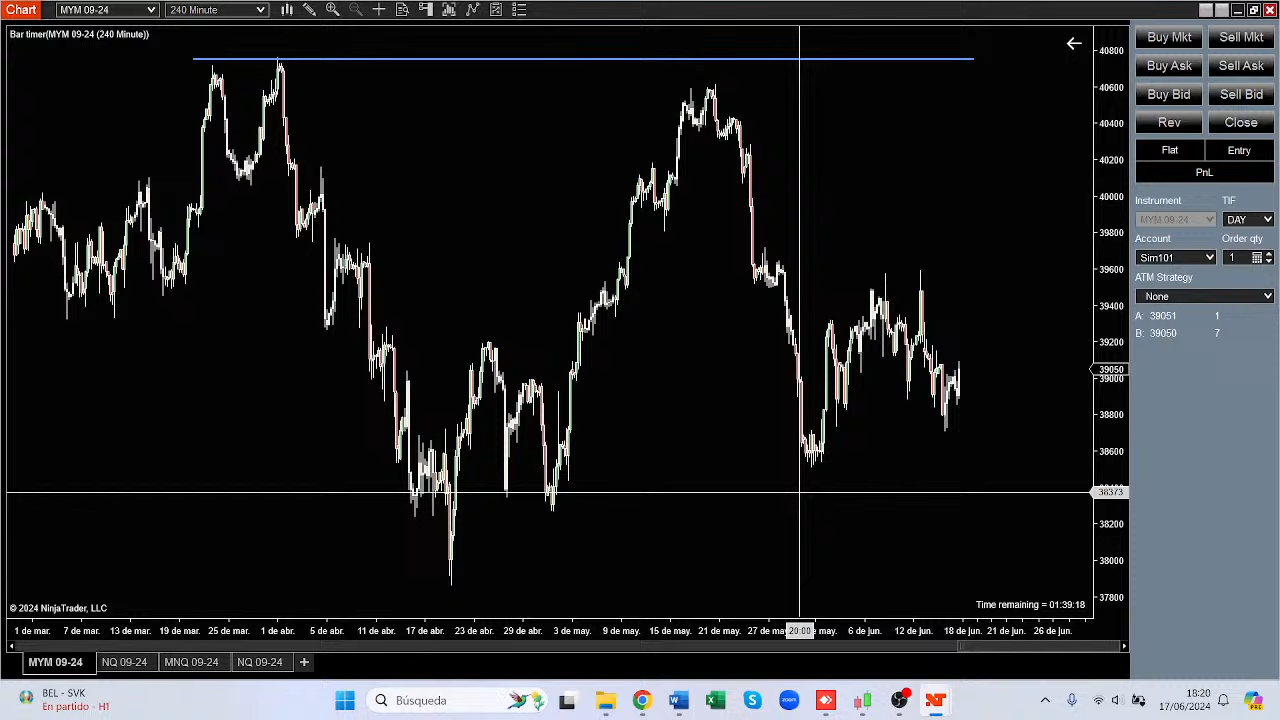 Chart MYM 09-24 240 Minute
Bar timer(MYM 09-24 (240 Minute))
40800
40600
40400
40200
40000
39800
39600
39400
39200
39050
39000
38800
38600
38373
38200
38000
37800
© 2024 NinjaTrader, LLC
Time remaining = 01:39:18
1 de mar. 7 de mar. 13 de mar. 19 de mar. 25 de mar. 1 de abr. 5 de abr. 11 de abr. 17 de abr. 23 de abr. 29 de abr. 3 de may. 9 de may. 15 de may. 21 de may. 27 de may. 20:00 may. 6 de jun. 12 de jun. 18 de jun. 21 de jun. 26 de jun.
MYM 09-24 NQ 09-24 MNQ 09-24 NQ 09-24 +
Buy Mkt Sell Mkt
Buy Ask Sell Ask
Buy Bid Sell Bid
Rev Close
Flat Entry
PnL
Instrument TIF
MYM 09-24 DAY
Account Order qty
Sim101 1
ATM Strategy
None
A: 39051 1
B: 39050 7
BEL - SVK
En partido: H1
Búsqueda
18:20
17/06/2024